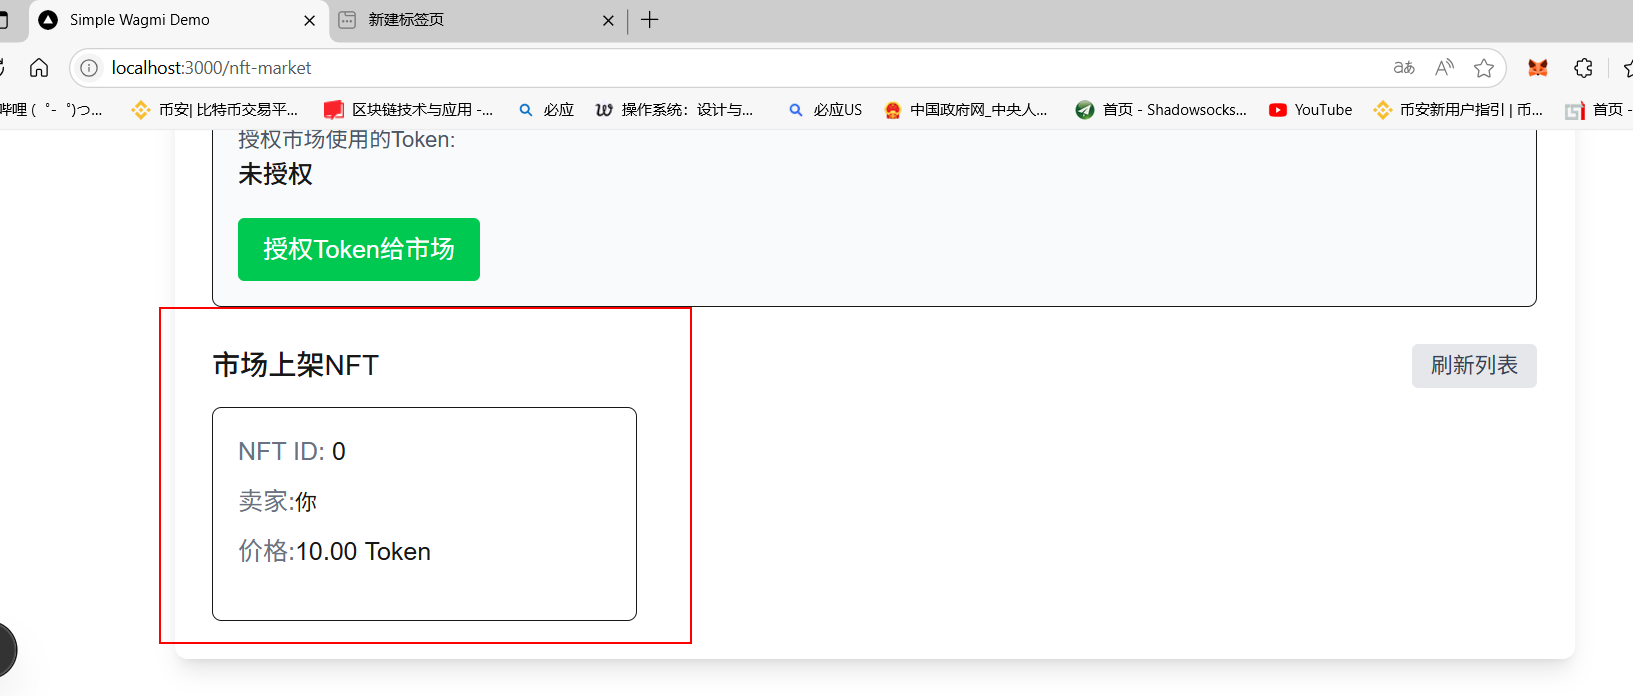 Simple Wagmi Demo
新建标签页
localhost:3000/nft-market
哔哩 (゜-゜)つ...
币安| 比特币交易平...
区块链技术与应用 -...
必应
操作系统：设计与...
必应US
中国政府网_中央人...
首页 - Shadowsocks...
YouTube
币安新用户指引 | 币...
首页 -
授权市场使用的Token:
未授权
授权Token给市场
市场上架NFT
刷新列表
NFT ID: 0
卖家:你
价格:10.00 Token